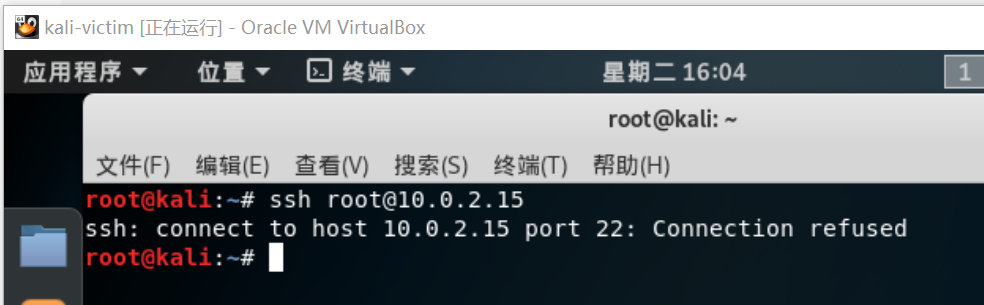 kali-victim [正在运行] - Oracle VM VirtualBox
应用程序 位置 终端 星期二 16:04 1
root@kali: ~
文件(F) 编辑(E) 查看(V) 搜索(S) 终端(T) 帮助(H)
root@kali:~# ssh root@10.0.2.15
ssh: connect to host 10.0.2.15 port 22: Connection refused
root@kali:~#